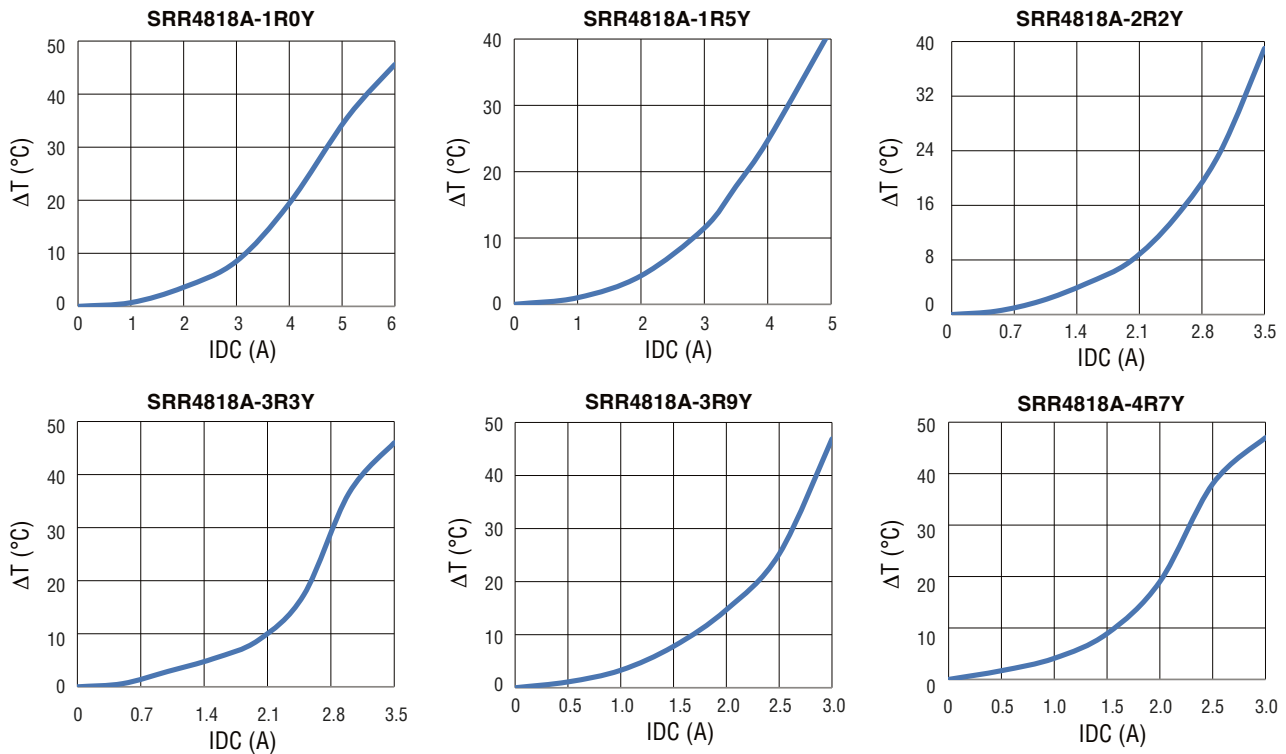 SRR4818A-1R0Y
50
40
30
20
10
0
ΔT (°C)
0 1 2 3 4 5 6
IDC (A)
SRR4818A-1R5Y
40
30
20
10
0
ΔT (°C)
0 1 2 3 4 5
IDC (A)
SRR4818A-2R2Y
40
32
24
16
8
0
ΔT (°C)
0 0.7 1.4 2.1 2.8 3.5
IDC (A)
SRR4818A-3R3Y
50
40
30
20
10
0
ΔT (°C)
0 0.7 1.4 2.1 2.8 3.5
IDC (A)
SRR4818A-3R9Y
50
40
30
20
10
0
ΔT (°C)
0 0.5 1.0 1.5 2.0 2.5 3.0
IDC (A)
SRR4818A-4R7Y
50
40
30
20
10
0
ΔT (°C)
0 0.5 1.0 1.5 2.0 2.5 3.0
IDC (A)